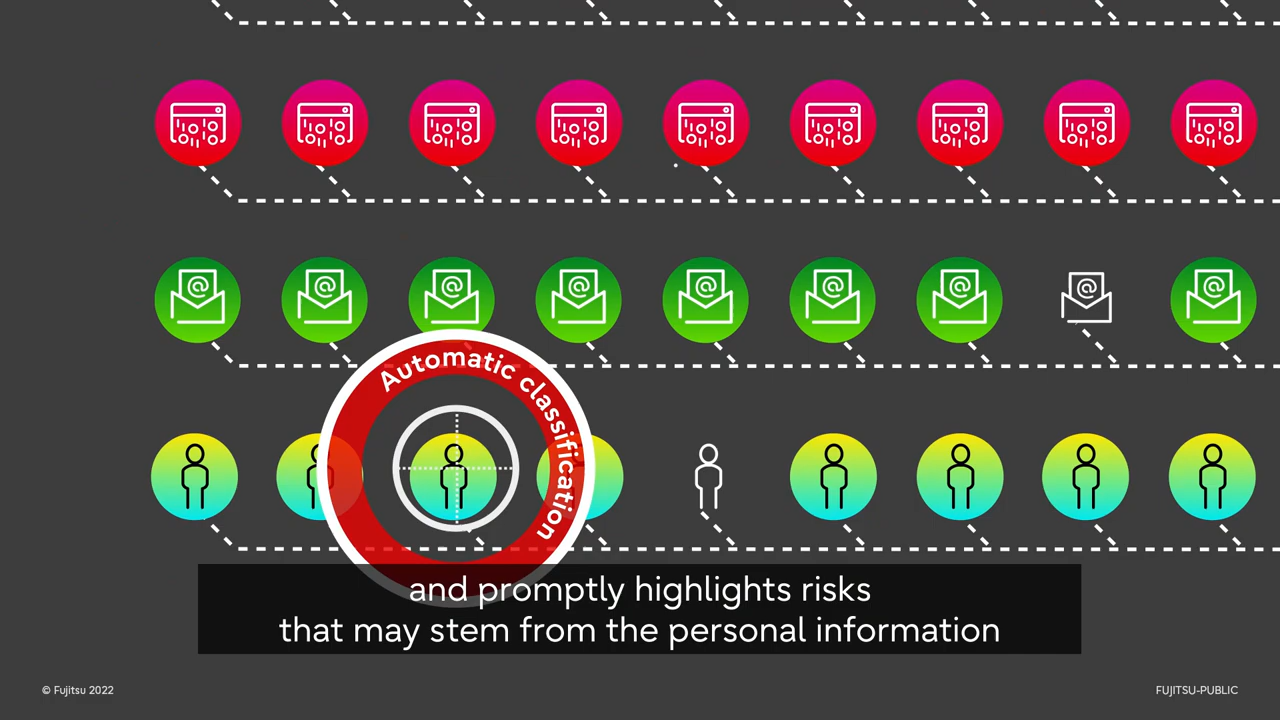 Automatic classification
and promptly highlights risks
that may stem from the personal information
© Fujitsu 2022
FUJITSU-PUBLIC